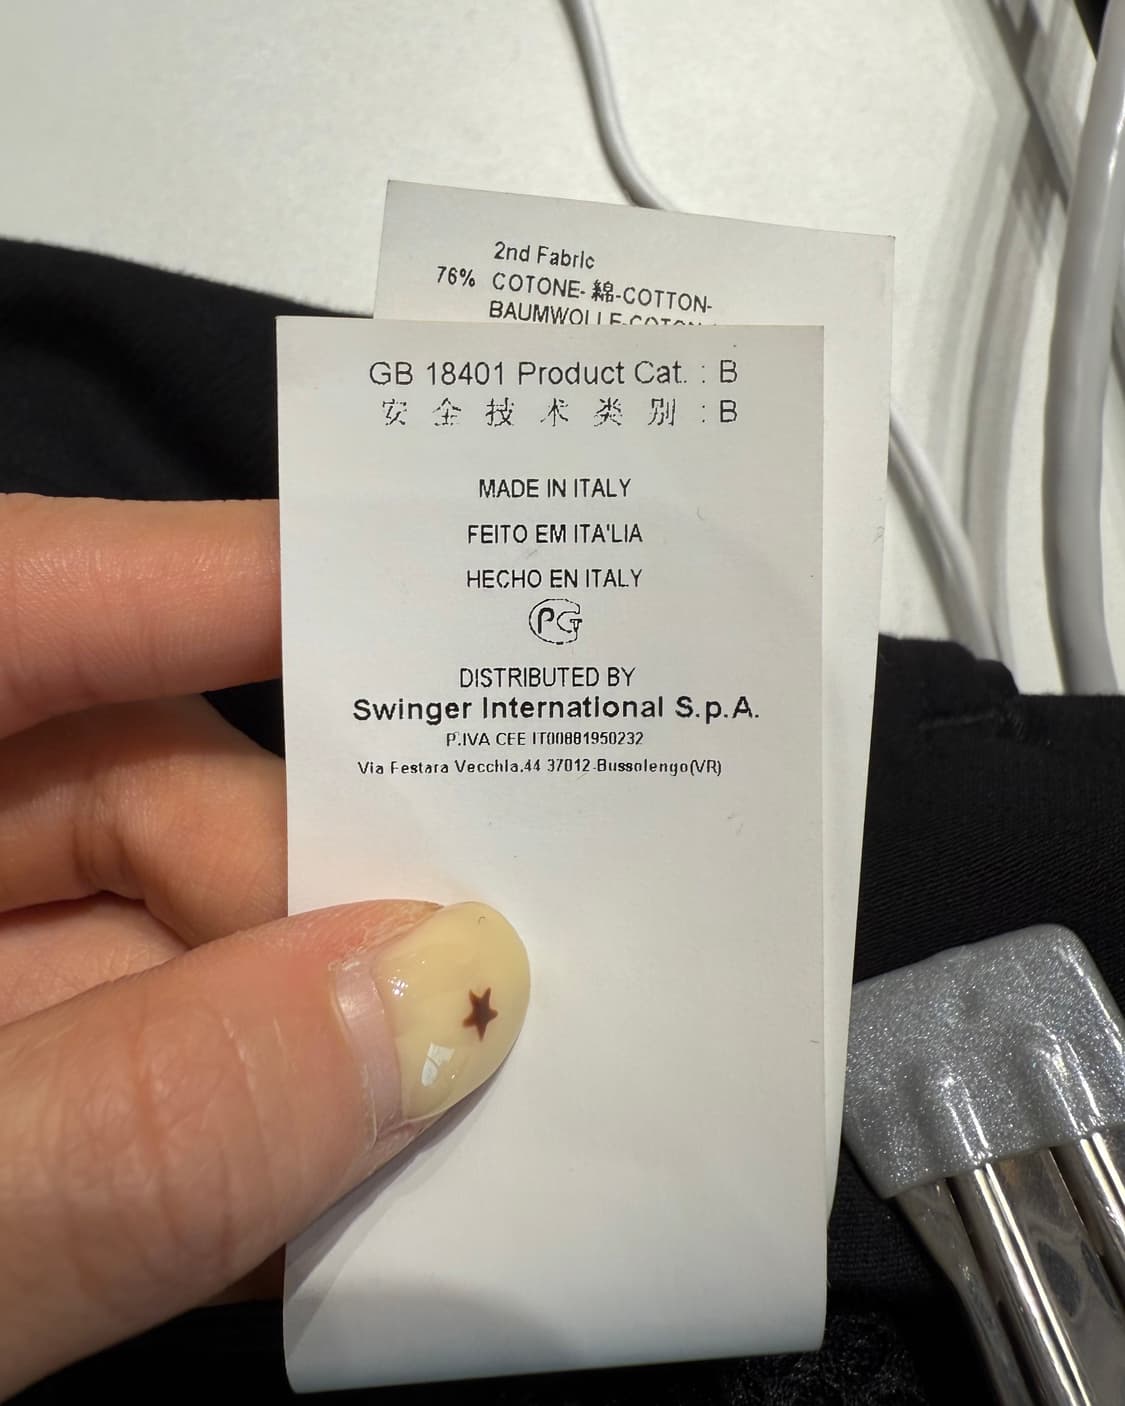 2nd Fabric
76% COTONE-綿-COTTON-
BAUMWOLLE-COTON-
GB 18401 Product Cat. : B
安全技术类别 : B
MADE IN ITALY
FEITO EM ITA'LIA
HECHO EN ITALY
PG
DISTRIBUTED BY
Swinger International S.p.A.
P.IVA CEE IT00881950232
Via Festara Vecchia.44 37012-Bussolengo(VR)